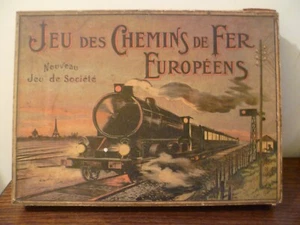 JEU DES CHEMINS DE FER
EUROPÉENS
Nouveau
Jeu de Société